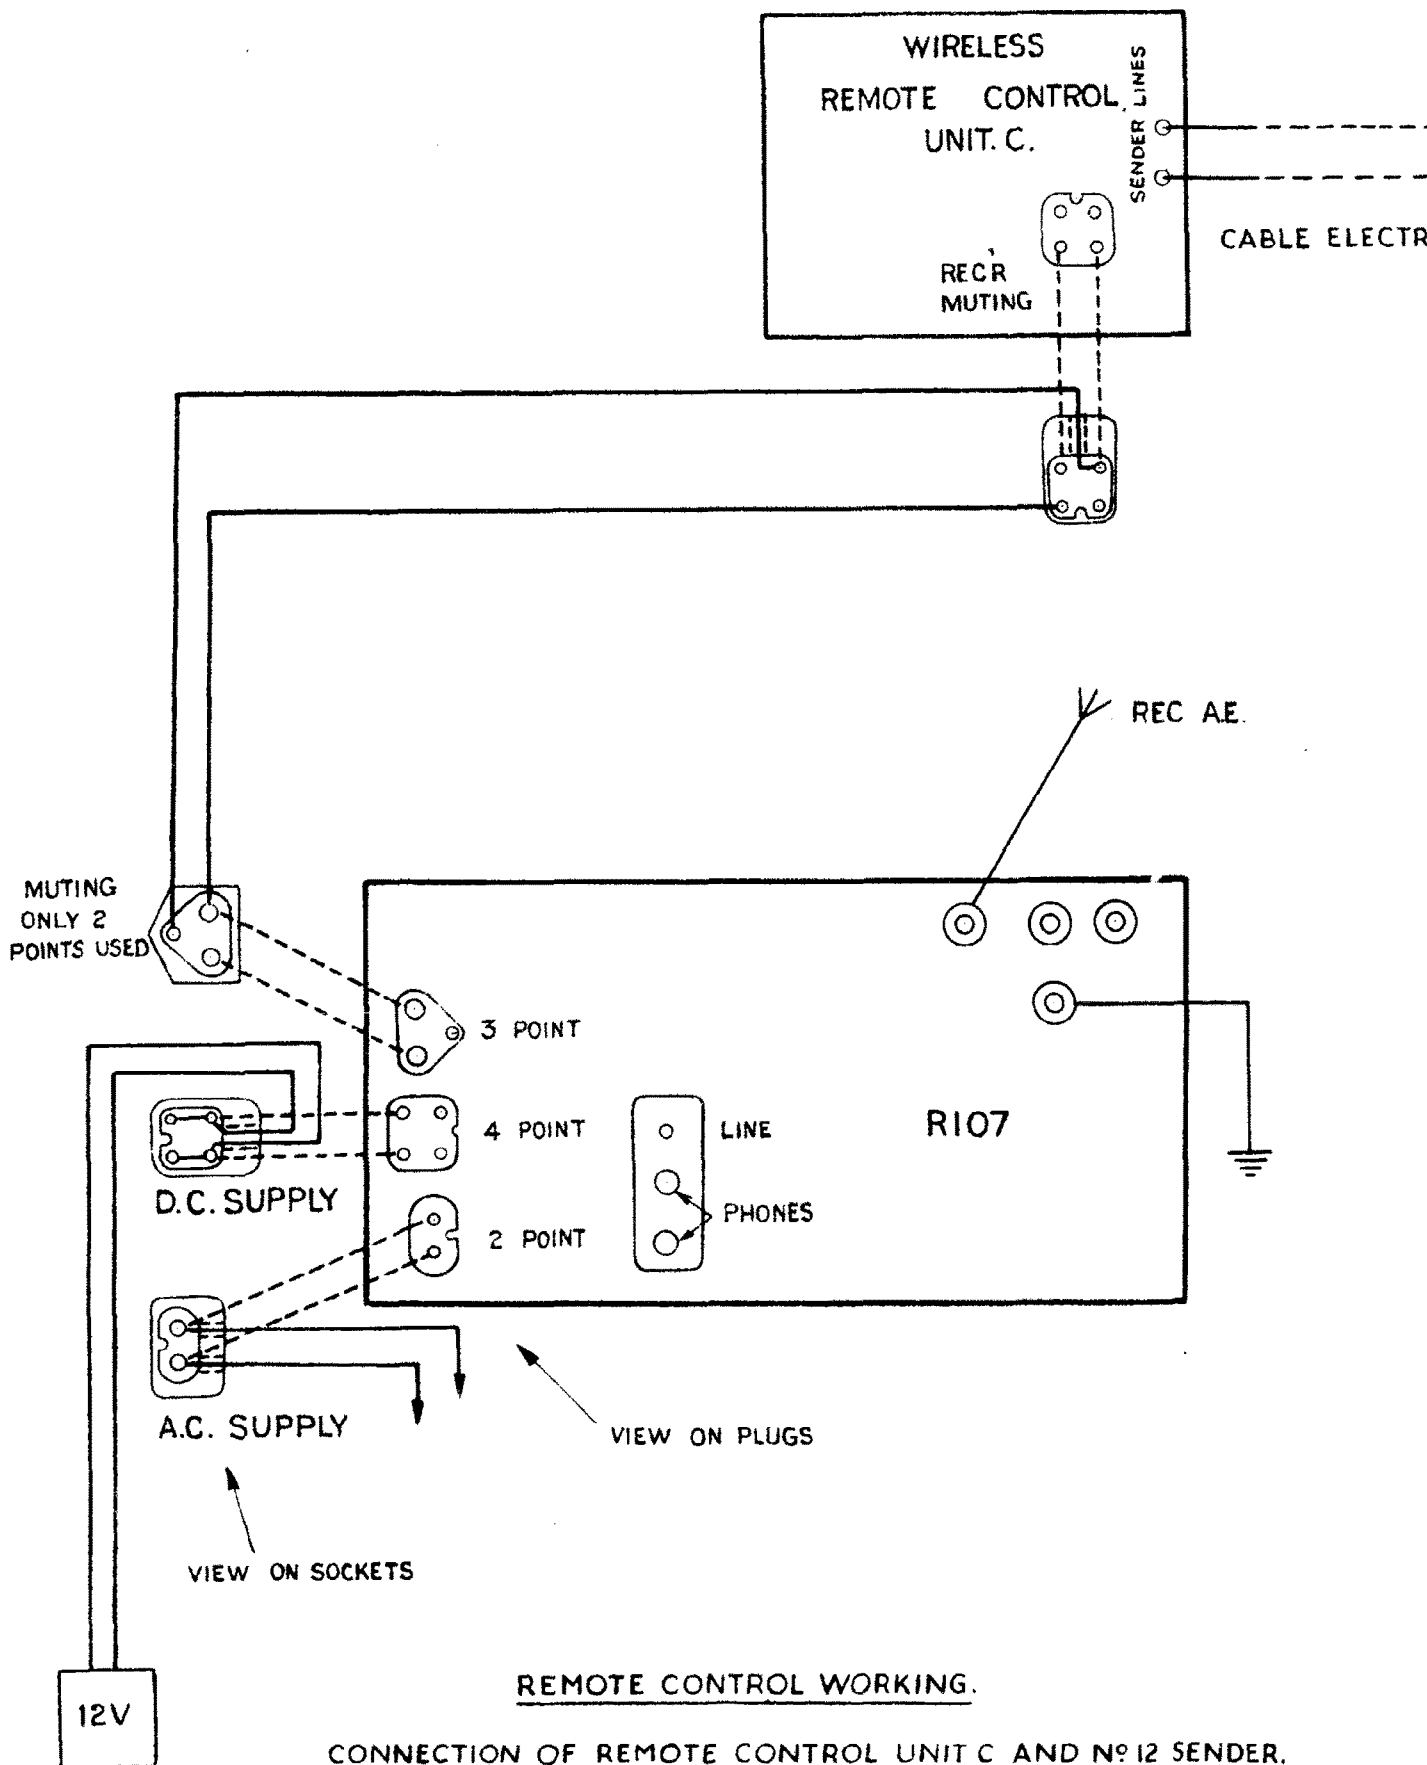 WIRELESS
REMOTE CONTROL
UNIT. C.
SENDER LINES
CABLE ELECTR
REC'R
MUTING
REC A.E.
MUTING
ONLY 2
POINTS USED
3 POINT
4 POINT
LINE
R107
D.C. SUPPLY
PHONES
2 POINT
A.C. SUPPLY
VIEW ON PLUGS
VIEW ON SOCKETS
12V
REMOTE CONTROL WORKING.
CONNECTION OF REMOTE CONTROL UNIT C AND Nº 12 SENDER.